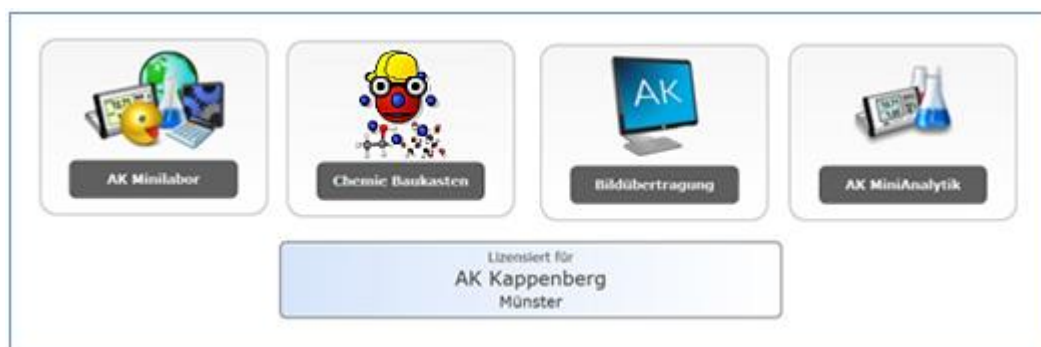 AK
AK Minilabor
Chemie Baukasten
Bildübertragung
AK MiniAnalytik
Lizensiert für
AK Kappenberg
Münster